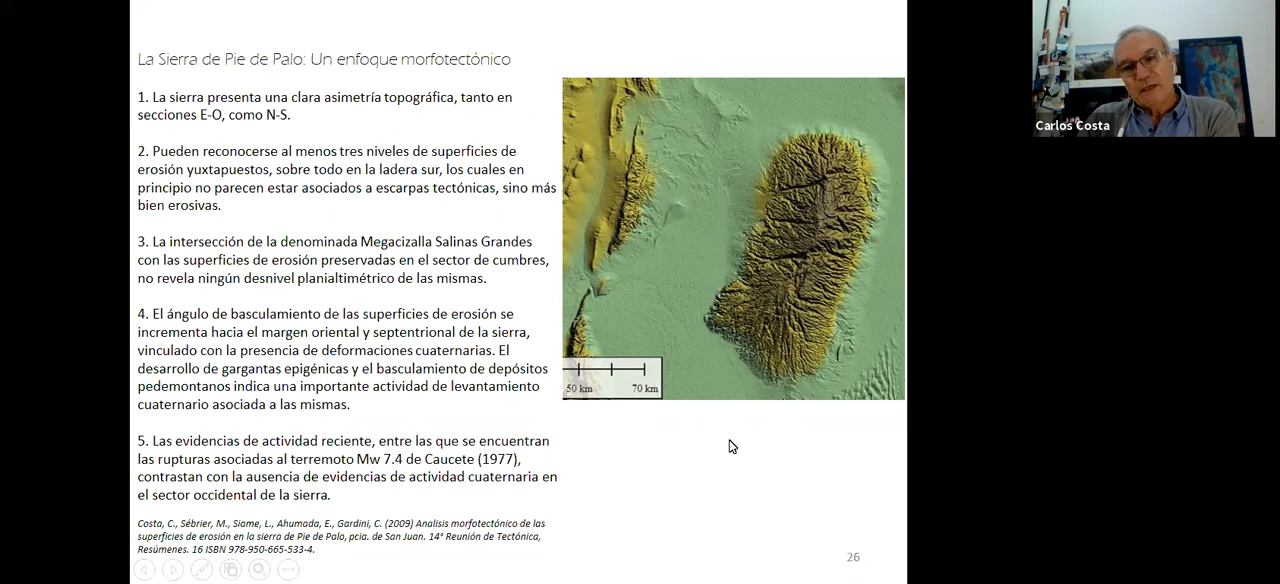 La Sierra de Pie de Palo: Un enfoque morfotectónico
1. La sierra presenta una clara asimetría topográfica, tanto en
secciones E-O, como N-S.
2. Pueden reconocerse al menos tres niveles de superficies de
erosión yuxtapuestos, sobre todo en la ladera sur, los cuales en
principio no parecen estar asociados a escarpas tectónicas, sino más
bien erosivas.
3. La intersección de la denominada Megacizalla Salinas Grandes
con las superficies de erosión preservadas en el sector de cumbres,
no revela ningún desnivel planialtimétrico de las mismas.
4. El ángulo de basculamiento de las superficies de erosión se
incrementa hacia el margen oriental y septentrional de la sierra,
vinculado con la presencia de deformaciones cuaternarias. El
desarrollo de gargantas epigénicas y el basculamiento de depósitos
pedemontanos indica una importante actividad de levantamiento
cuaternario asociada a las mismas.
5. Las evidencias de actividad reciente, entre las que se encuentran
las rupturas asociadas al terremoto Mw 7.4 de Caucete (1977),
contrastan con la ausencia de evidencias de actividad cuaternaria en
el sector occidental de la sierra.
Costa, C., Sébrier, M., Siame, L., Ahumada, E., Gardini, C. (2009) Analisis morfotectónico de las
superficies de erosión en la sierra de Pie de Palo, pcia. de San Juan. 14° Reunión de Tectónica,
Resúmenes. 16 ISBN 978-950-665-533-4.
50 km 70 km
26
Carlos Costa